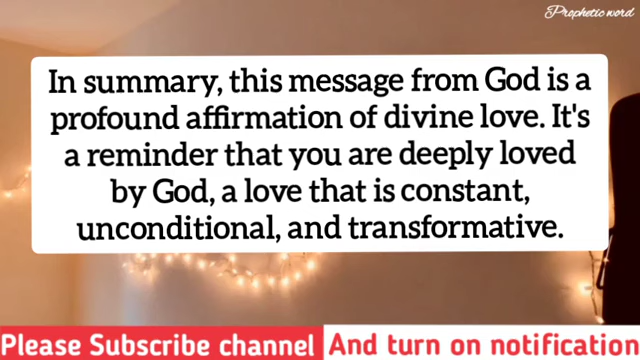 Prophetic word
In summary, this message from God is a
profound affirmation of divine love. It's
a reminder that you are deeply loved
by God, a love that is constant,
unconditional, and transformative.
Please Subscribe channel And turn on notification